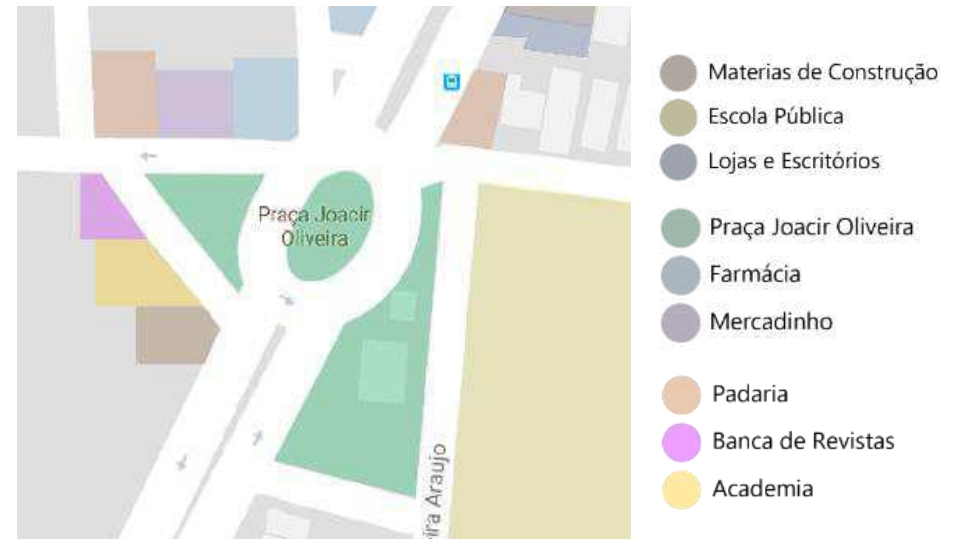 Praça Joacir
Oliveira
Araujo
Materias de Construção
Escola Pública
Lojas e Escritórios
Praça Joacir Oliveira
Farmácia
Mercadinho
Padaria
Banca de Revistas
Academia